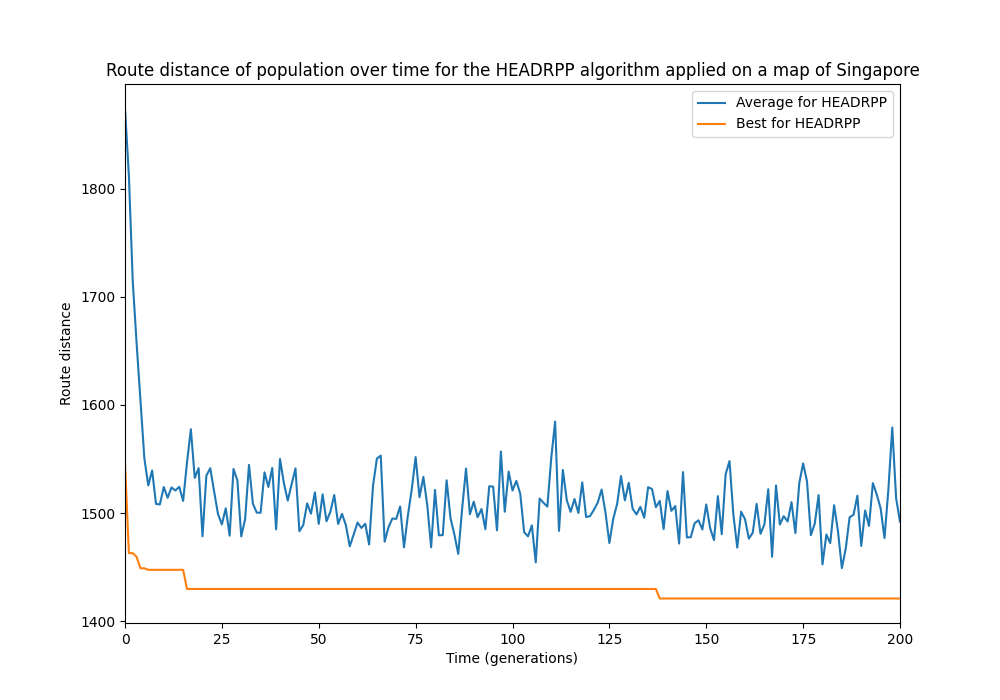 Route distance of population over time for the HEADRPP algorithm applied on a map of Singapore
Average for HEADRPP
Best for HEADRPP
Route distance
1800
1700
1600
1500
1400
0 25 50 75 100 125 150 175 200
Time (generations)